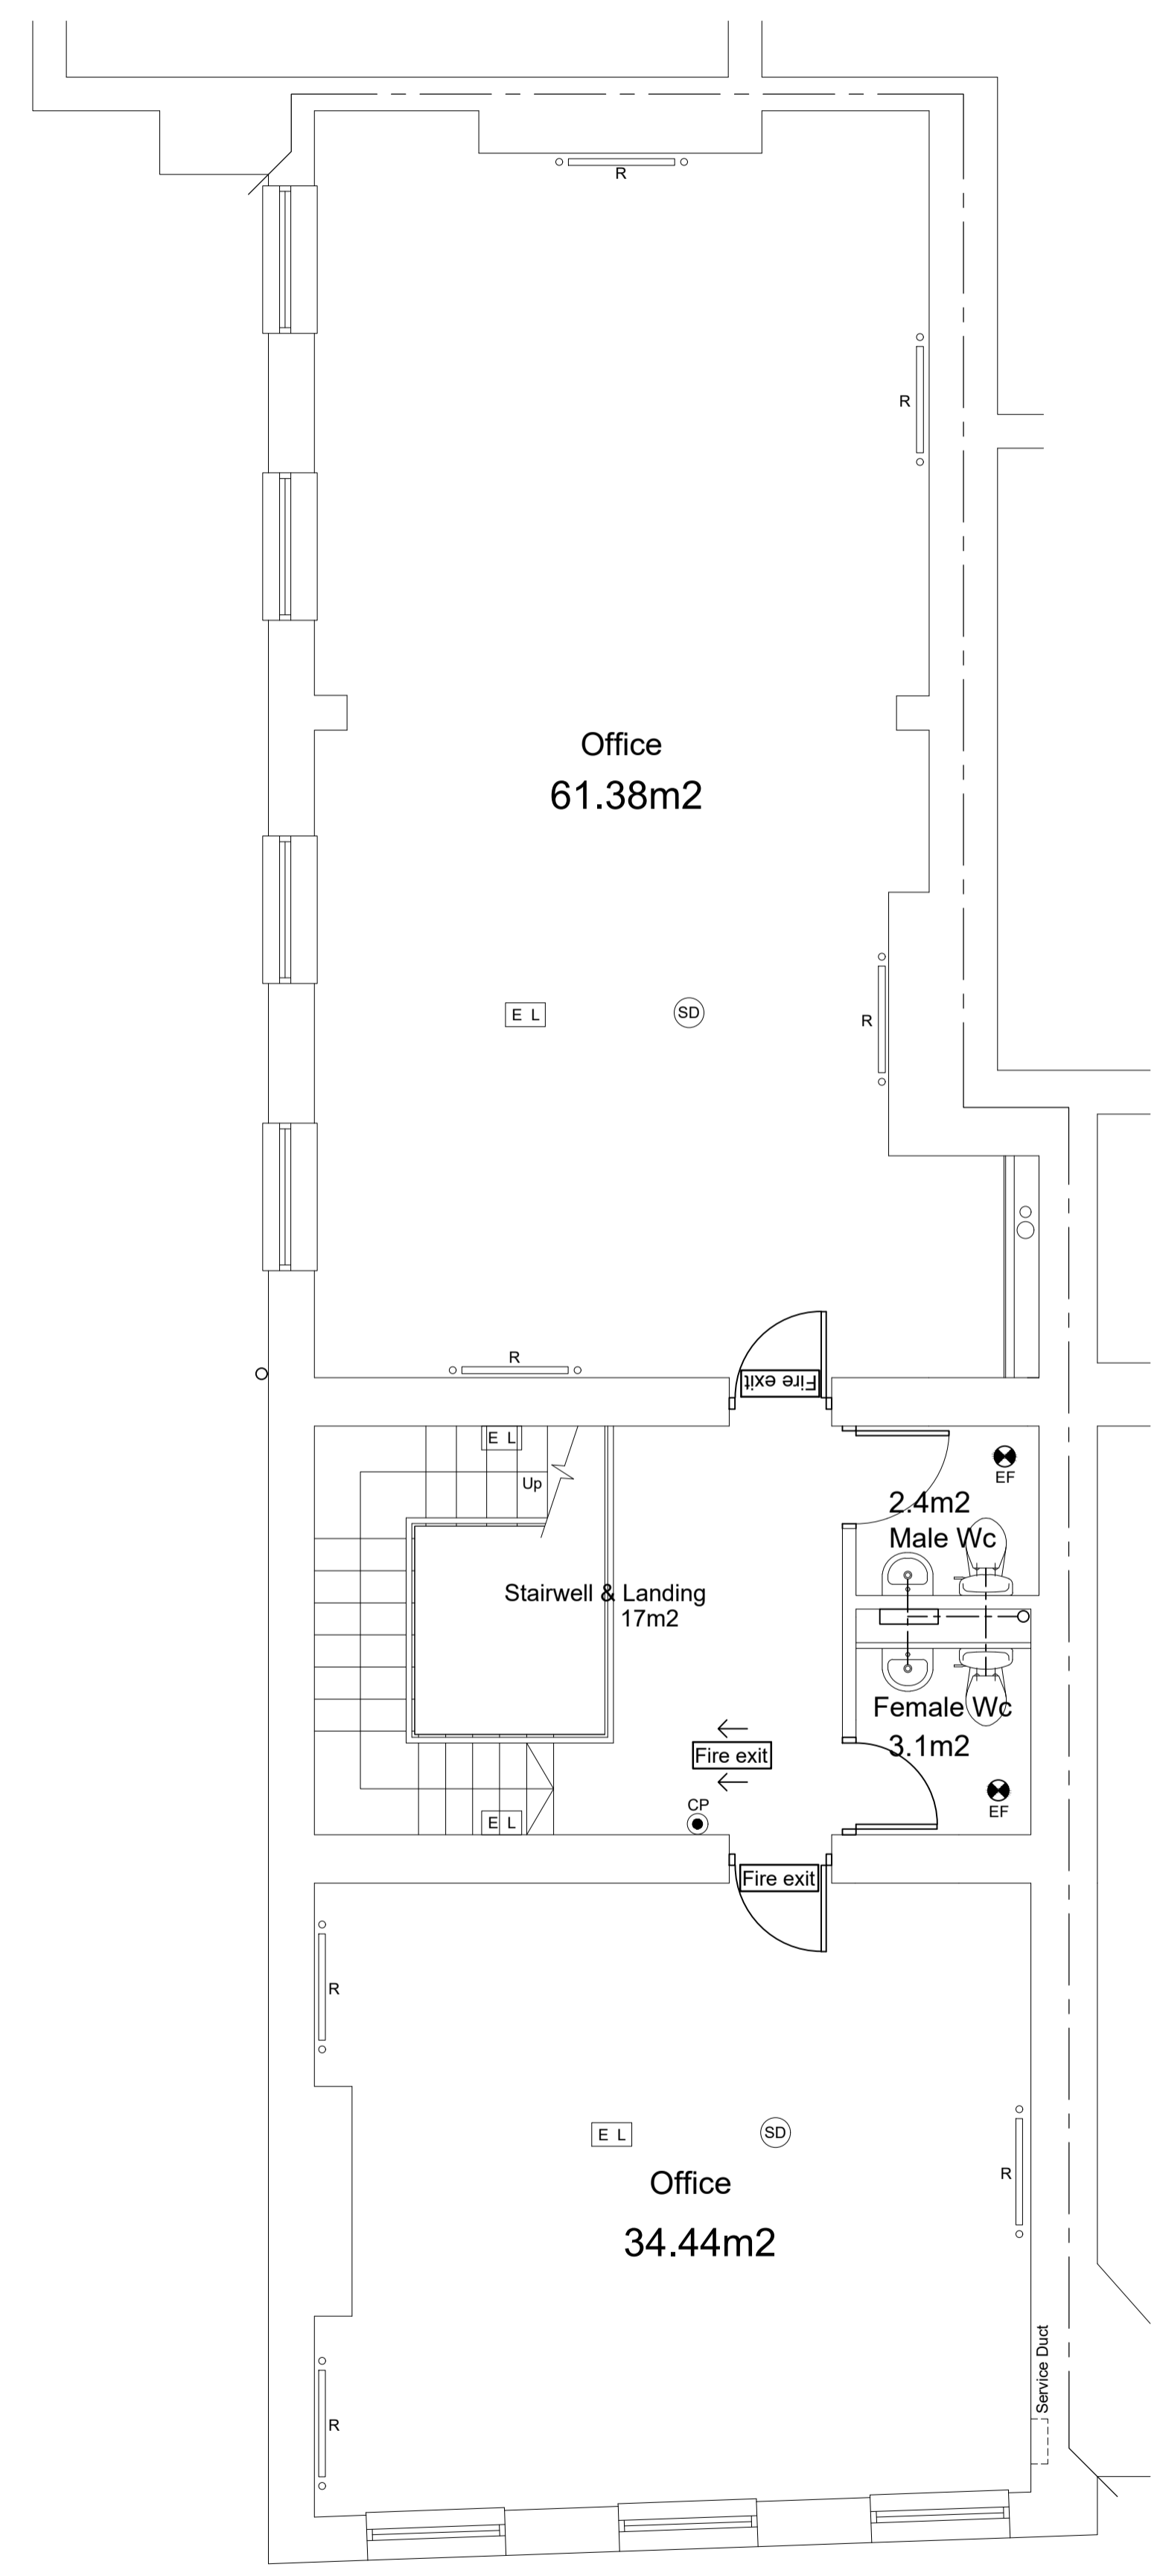 R
R
Office
61.38m2
E L
SD
R
R
Fire exit
E L
Up
EF
2.4m2
Male Wc
Stairwell & Landing
17m2
Female Wc
3.1m2
Fire exit
EF
CP
E L
Fire exit
R
E L
SD
Office
R
34.44m2
Service Duct
R